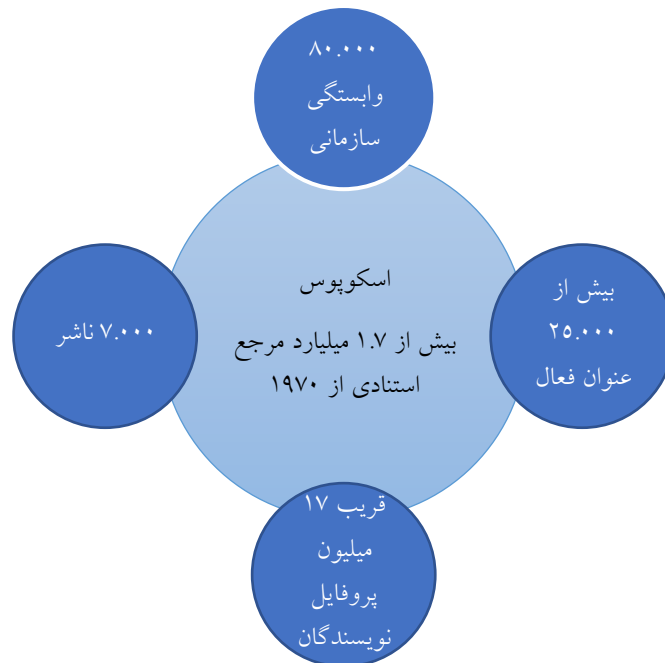 ۸۰.۰۰۰
وابستگی
سازمانی
اسکوپوس
بیش از ۱.۷ میلیارد مرجع
استنادی از ۱۹۷۰
بیش از
۲۵.۰۰۰
عنوان فعال
۷.۰۰۰ ناشر
قریب ۱۷
میلیون
پروفایل
نویسندگان